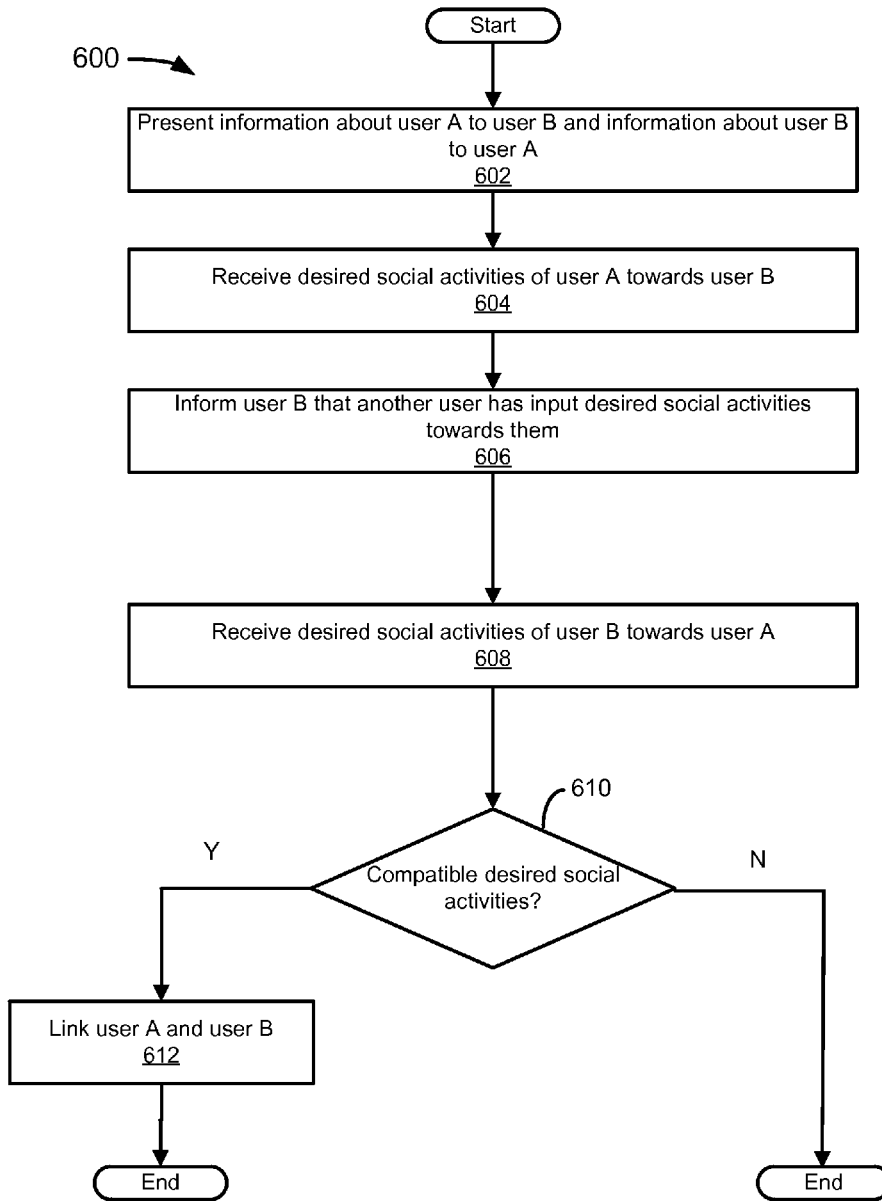 Start
600
Present information about user A to user B and information about user B
to user A
602
Receive desired social activities of user A towards user B
604
Inform user B that another user has input desired social activities
towards them
606
Receive desired social activities of user B towards user A
608
610
Y
N
Compatible desired social
activities?
Link user A and user B
612
End
End